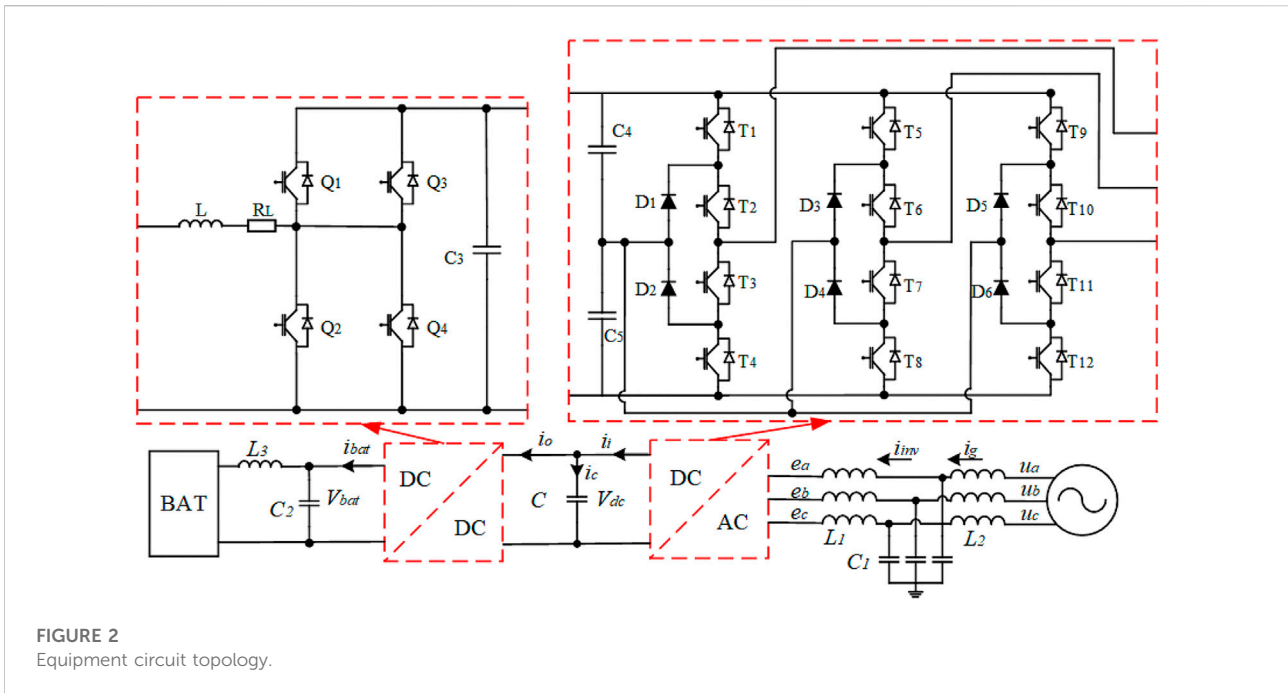 L
RL
Q1
Q3
Q2
Q4
C3
C4
C5
D1
D2
T1
T2
T3
T4
D3
D4
T5
T6
T7
T8
D5
D6
T9
T10
T11
T12
BAT
L3
C2
Vbat
ibat
DC
DC
io
ic
C
Vdc
ii
DC
AC
ea
eb
ec
L1
iinv
C1
ig
L2
ua
ub
uc
FIGURE 2
Equipment circuit topology.